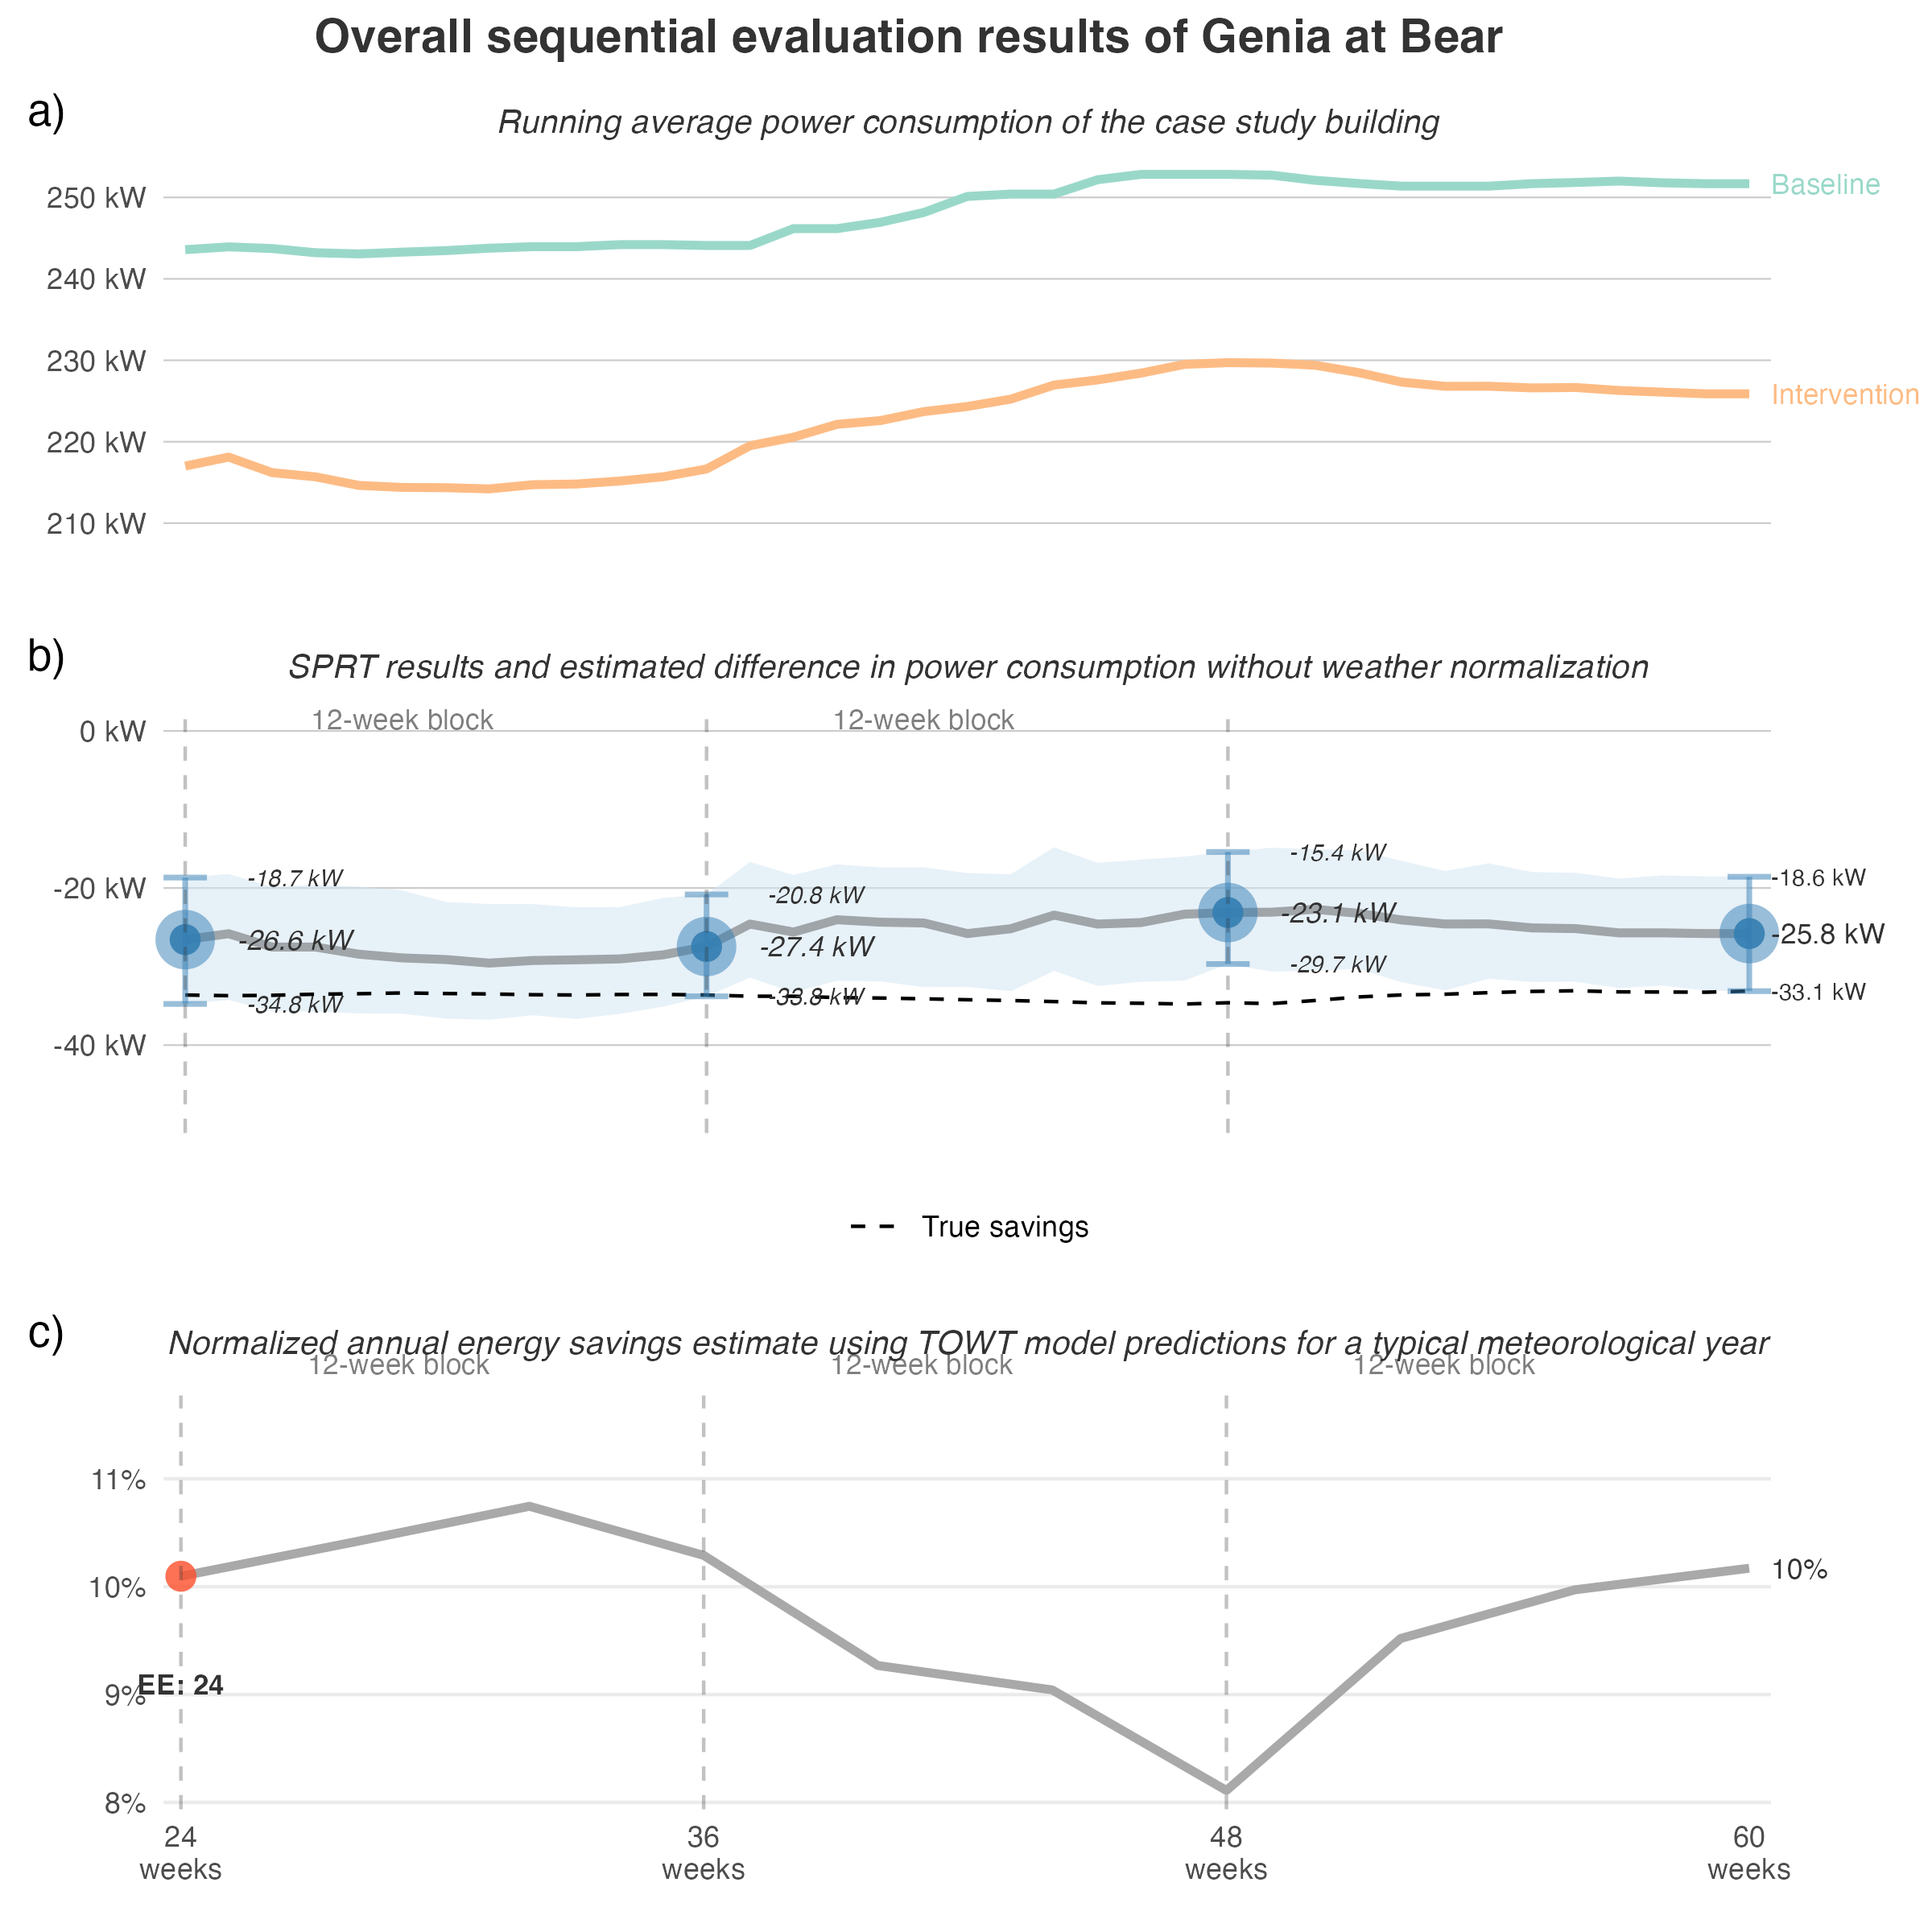 Overall sequential evaluation results of Genia at Bear
a)
Running average power consumption of the case study building
250 kW
240 kW
230 kW
220 kW
210 kW
Baseline
Intervention
b)
SPRT results and estimated difference in power consumption without weather normalization
12-week block
12-week block
0 kW
-20 kW
-40 kW
-18.7 kW
-26.6 kW
-34.8 kW
-20.8 kW
-27.4 kW
-33.8 kW
-15.4 kW
-23.1 kW
-29.7 kW
-18.6 kW
-25.8 kW
-33.1 kW
True savings
c)
Normalized annual energy savings estimate using TOWT model predictions for a typical meteorological year
12-week block
12-week block
12-week block
11%
10%
9%
8%
EE: 24
10%
24
weeks
36
weeks
48
weeks
60
weeks